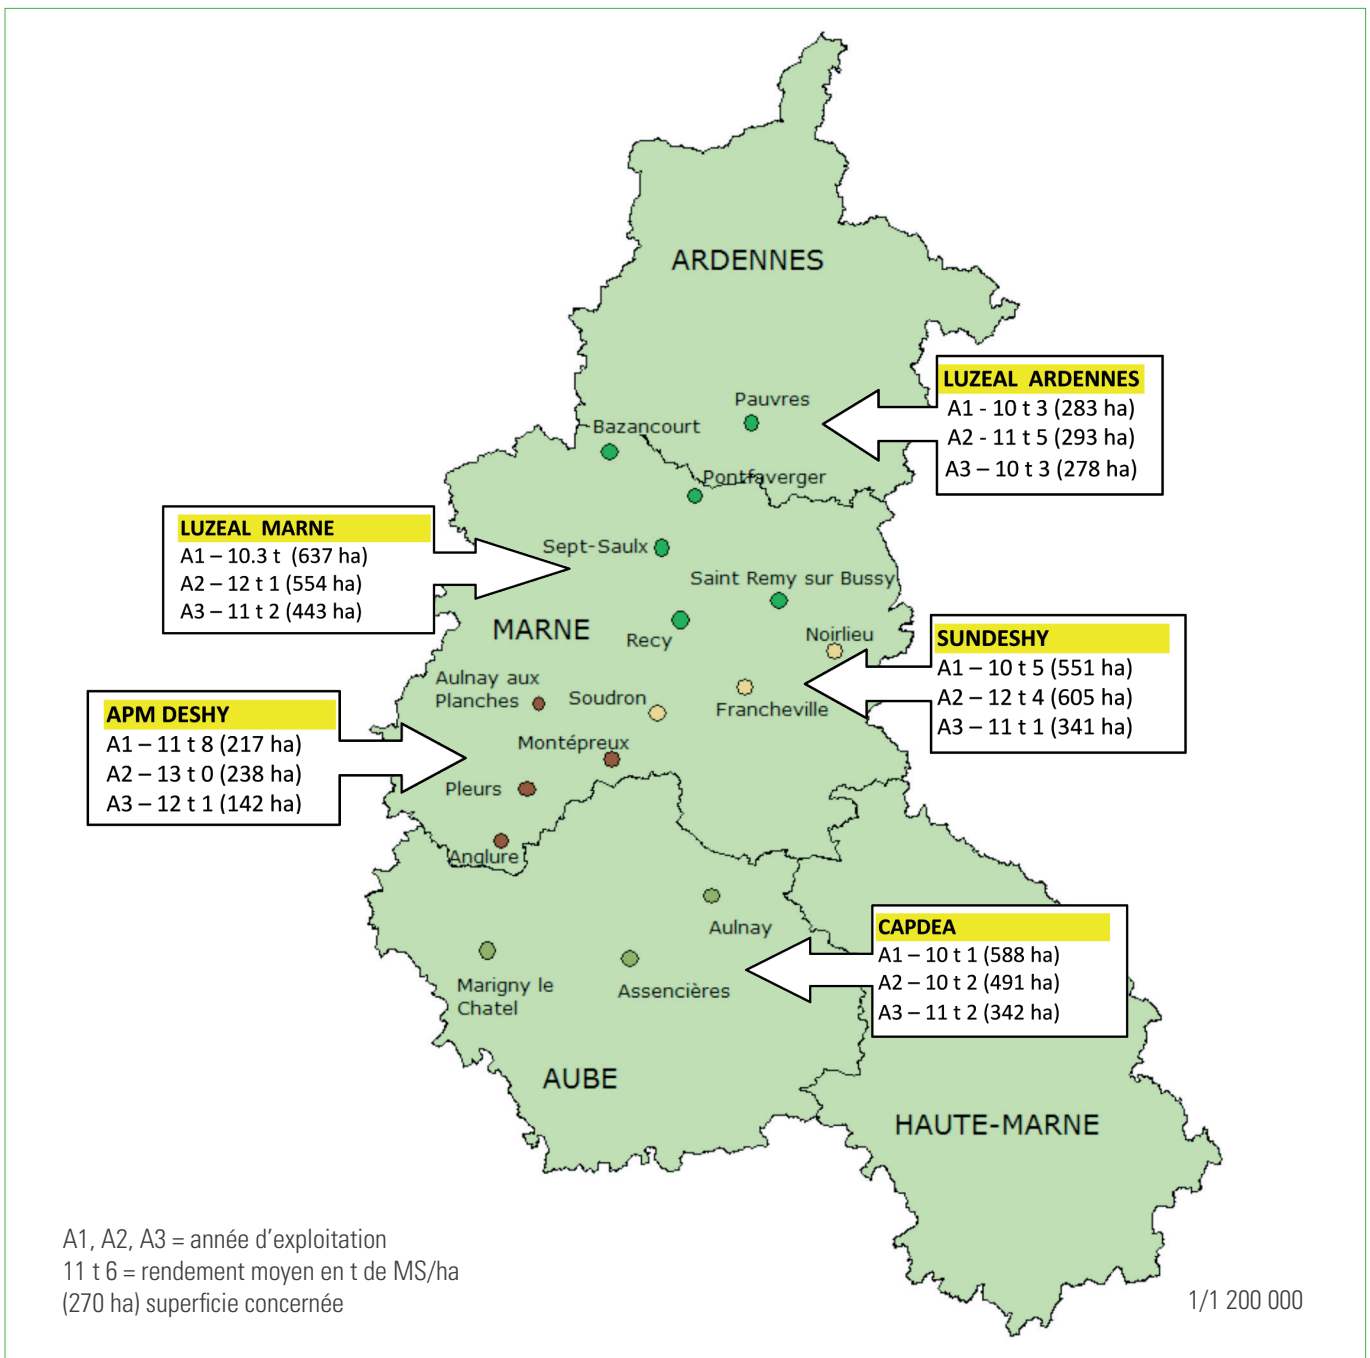 ARDENNES
LUZEAL ARDENNES
A1 - 10 t 3 (283 ha)
A2 - 11 t 5 (293 ha)
A3 – 10 t 3 (278 ha)
Pauvres
Bazancourt
Pontfaverger
LUZEAL MARNE
A1 – 10.3 t (637 ha)
A2 – 12 t 1 (554 ha)
A3 – 11 t 2 (443 ha)
Sept-Saulx
Saint Remy sur Bussy
MARNE
Recy
Noirlieu
SUNDESHY
A1 – 10 t 5 (551 ha)
A2 – 12 t 4 (605 ha)
A3 – 11 t 1 (341 ha)
Aulnay aux
Planches
Soudron
Francheville
APM DESHY
A1 – 11 t 8 (217 ha)
A2 – 13 t 0 (238 ha)
A3 – 12 t 1 (142 ha)
Montépreux
Pleurs
Anglure
Aulnay
CAPDEA
A1 – 10 t 1 (588 ha)
A2 – 10 t 2 (491 ha)
A3 – 11 t 2 (342 ha)
Marigny le
Chatel
Assencières
AUBE
HAUTE-MARNE
A1, A2, A3 = année d'exploitation
11 t 6 = rendement moyen en t de MS/ha
(270 ha) superficie concernée
1/1 200 000